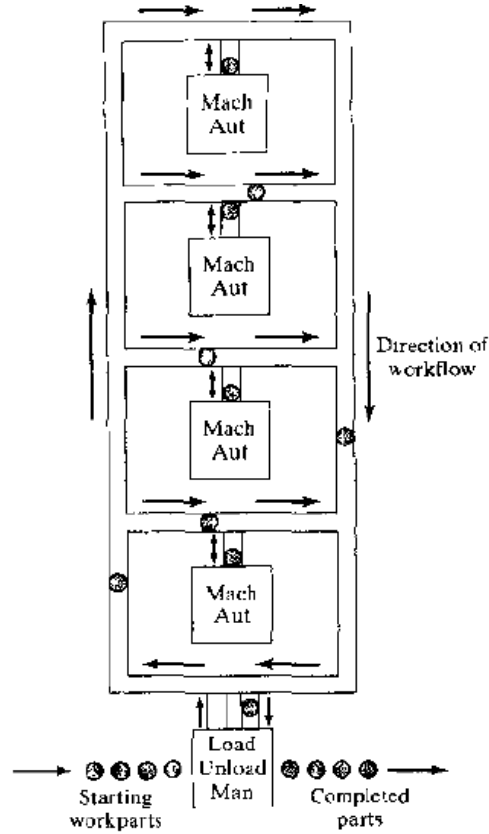 Mach
Aut
Mach
Aut
Direction of
workflow
Mach
Aut
Mach
Aut
Load
Unload
Man
Starting
workparts
Completed
parts